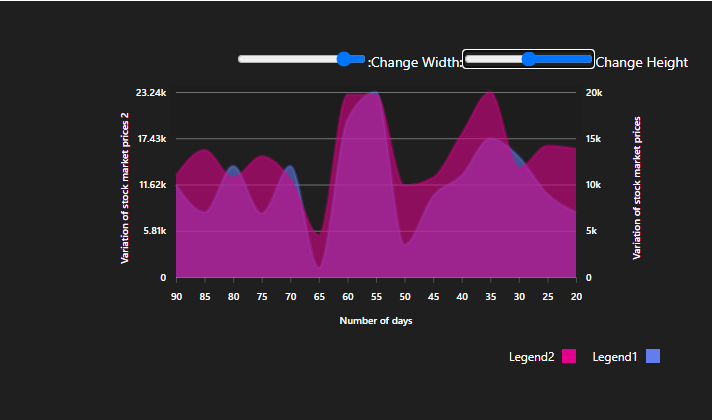 :Change Width: Change Height
23.24k
17.43k
11.62k
5.81k
0
Variation of stock market prices 2
20k
15k
10k
5k
0
Variation of stock market prices
90 85 80 75 70 65 60 55 50 45 40 35 30 25 20
Number of days
Legend2 Legend1